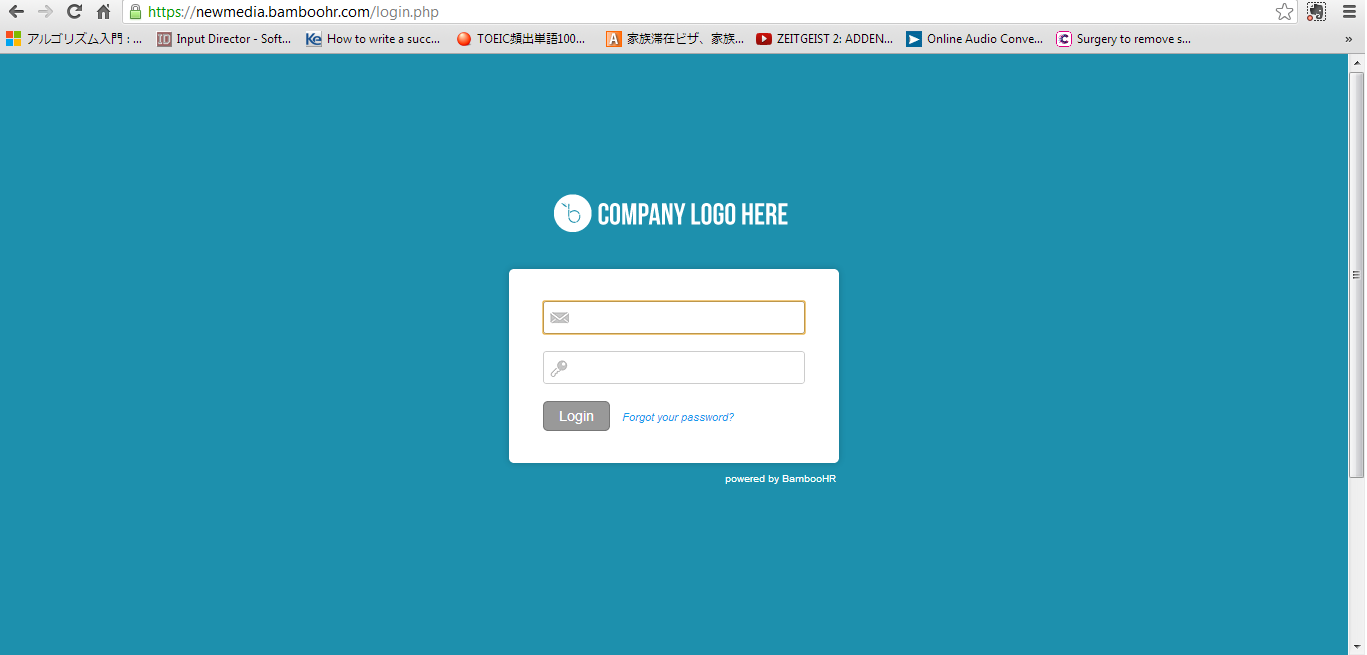 https://newmedia.bamboohr.com/login.php
アルゴリズム入門 : ... ID Input Director - Soft... Ke How to write a succ... TOEIC頻出単語100... A 家族滞在ビザ、家族... ZEITGEIST 2: ADDEN... Online Audio Conve... C Surgery to remove s... »
b COMPANY LOGO HERE
Login Forgot your password?
powered by BambooHR